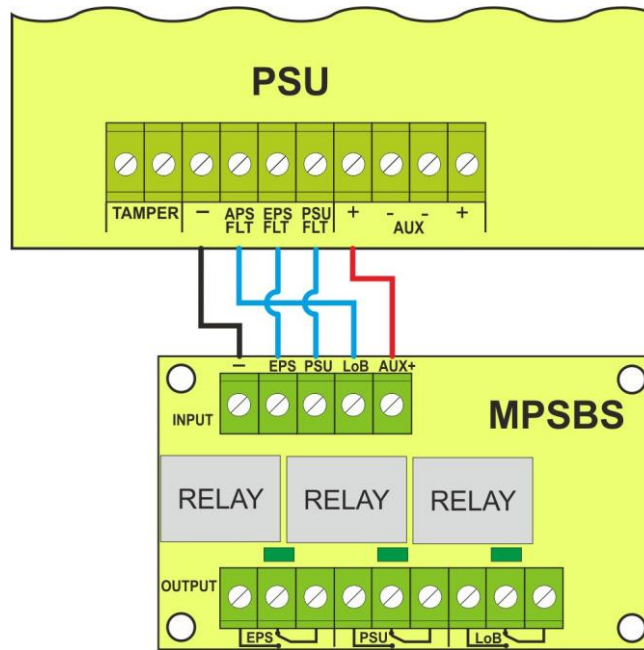 PSU
TAMPER - APS FLT EPS FLT PSU FLT + - - + AUX
- EPS PSU LoB AUX+
INPUT
MPSBS
RELAY RELAY RELAY
OUTPUT
EPS PSU LoB